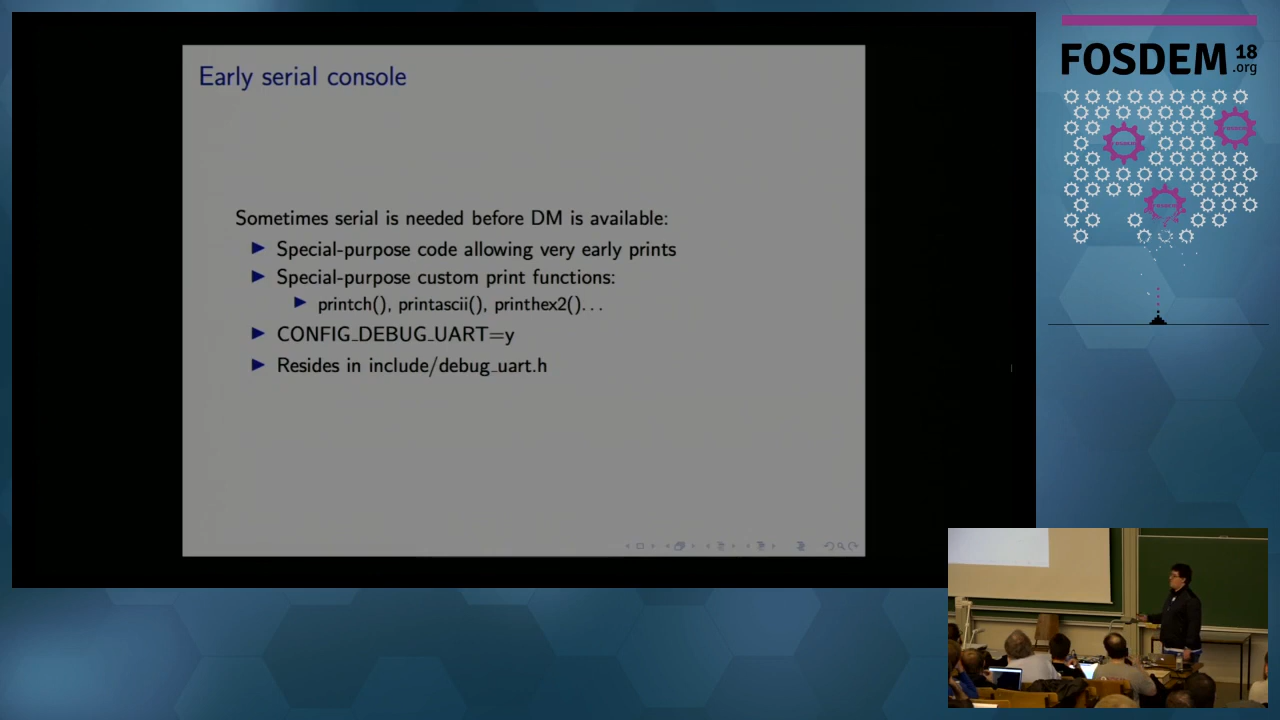 Early serial console
Sometimes serial is needed before DM is available:
Special-purpose code allowing very early prints
Special-purpose custom print functions:
printch(), printascii(), printhex2()...
CONFIG_DEBUG_UART=y
Resides in include/debug_uart.h
FOSDEM 18
.org